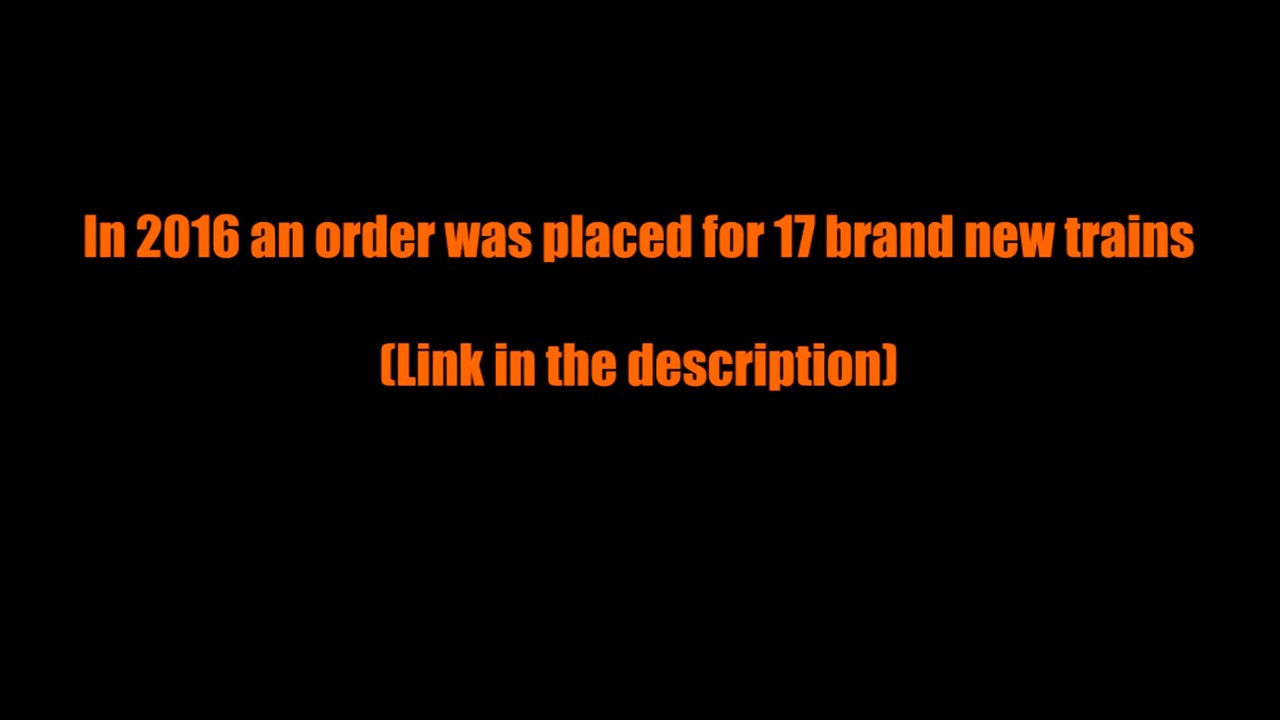 In 2016 an order was placed for 17 brand new trains
(Link in the description)